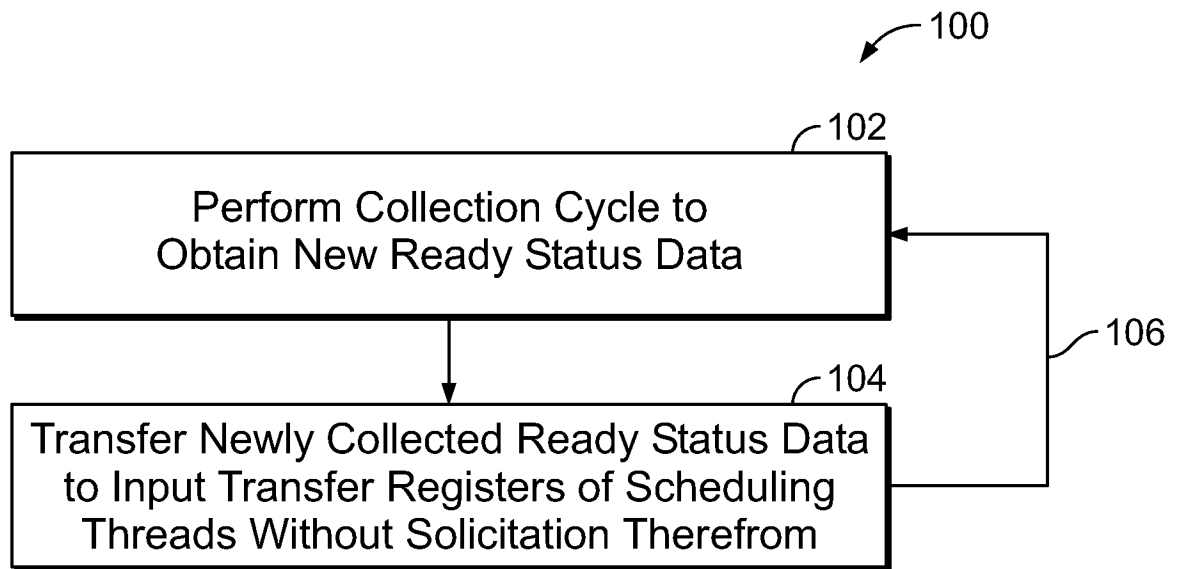 100
102
Perform Collection Cycle to
Obtain New Ready Status Data
106
104
Transfer Newly Collected Ready Status Data
to Input Transfer Registers of Scheduling
Threads Without Solicitation Therefrom